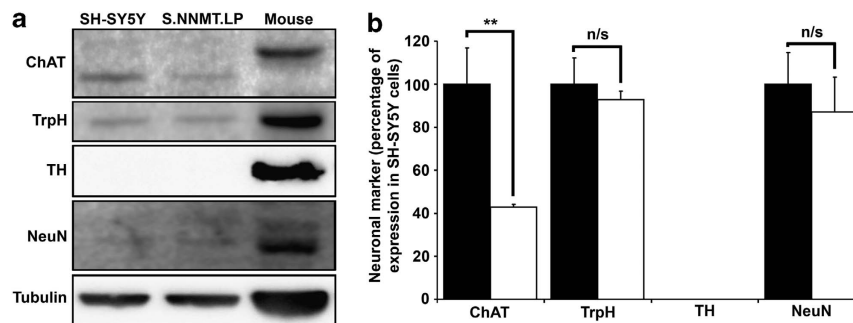 a
SH-SY5Y S.NNMT.LP Mouse
ChAT
TrpH
TH
NeuN
Tubulin
b
Neuronal marker (percentage of
expression in SH-SY5Y cells)
120
100
80
60
40
20
0
**
n/s
n/s
ChAT TrpH TH NeuN